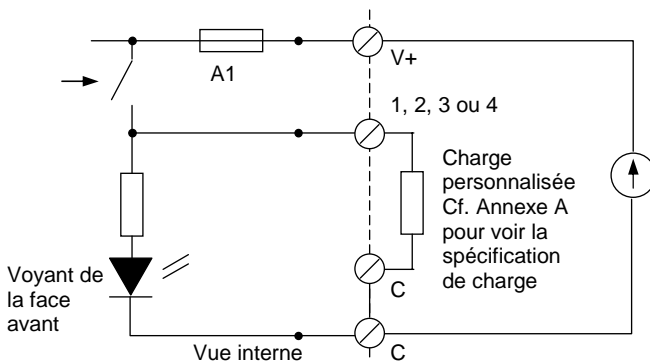 V+
A1
1, 2, 3 ou 4
Charge
personnalisée
Cf. Annexe A
pour voir la
spécification
de charge
Voyant de
la face
avant
C
Vue interne
C